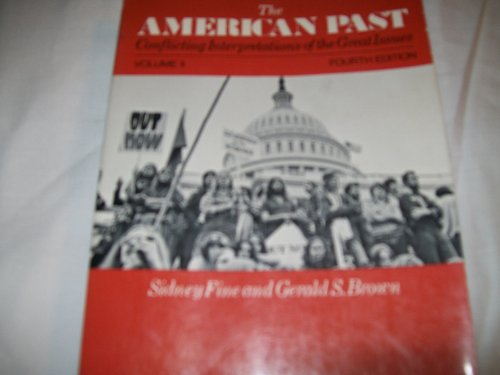 The
AMERICAN PAST
Conflicting Interpretations of the Great Issues
VOLUME II
FOURTH EDITION
OUT
NOW
Sidney Fine and Gerald S. Brown